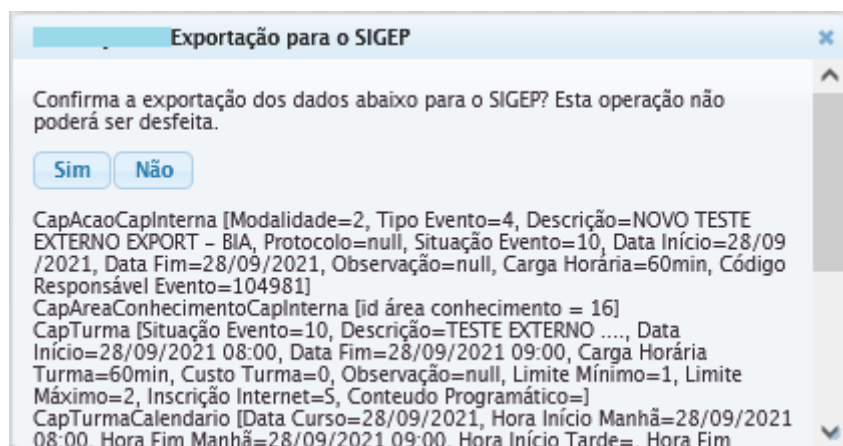 Exportação para o SIGEP
Confirma a exportação dos dados abaixo para o SIGEP? Esta operação não
poderá ser desfeita.
Sim Não
CapAcaoCapInterna [Modalidade=2, Tipo Evento=4, Descrição=NOVO TESTE
EXTERNO EXPORT - BIA, Protocolo=null, Situação Evento=10, Data Início=28/09
/2021, Data Fim=28/09/2021, Observação=null, Carga Horária=60min, Código
Responsável Evento=104981]
CapAreaConhecimentoCapInterna [id área conhecimento = 16]
CapTurma [Situação Evento=10, Descrição=TESTE EXTERNO ...., Data
Início=28/09/2021 08:00, Data Fim=28/09/2021 09:00, Carga Horária
Turma=60min, Custo Turma=0, Observação=null, Limite Mínimo=1, Limite
Máximo=2, Inscrição Internet=S, Conteudo Programático=]
CapTurmaCalendario [Data Curso=28/09/2021, Hora Início Manhã=28/09/2021
08:00, Hora Fim Manhã=28/09/2021 09:00, Hora Início Tarde=, Hora Fim